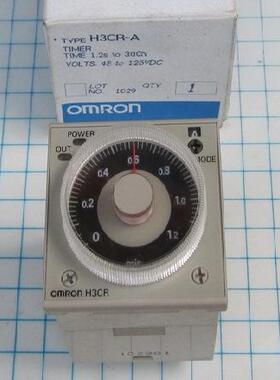 TYPE H3CR-A
TIMER
TIME 1.2s to 300h
VOLTS. 48 to 125VDC
LOT NO. 1029 QTY 1
OMRON
POWER
OUT
A
MODE
0 0.2 0.4 0.6 0.8 1.0 1.2
min
OMRON H3CR